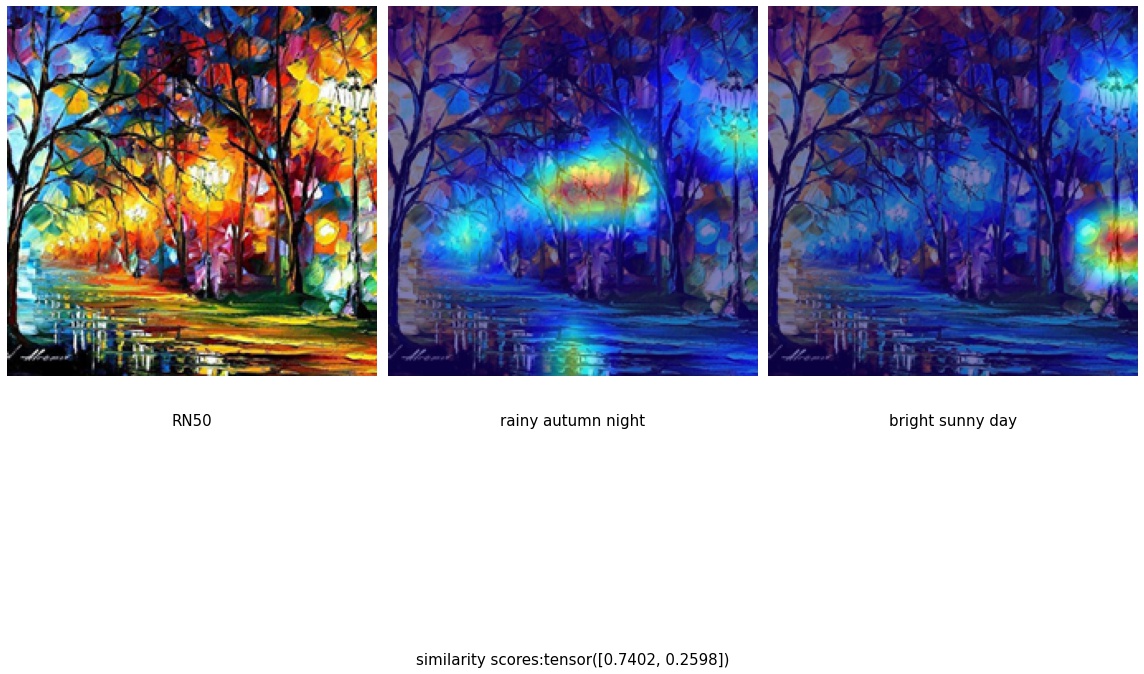 RN50
rainy autumn night
bright sunny day
similarity scores:tensor([0.7402, 0.2598])